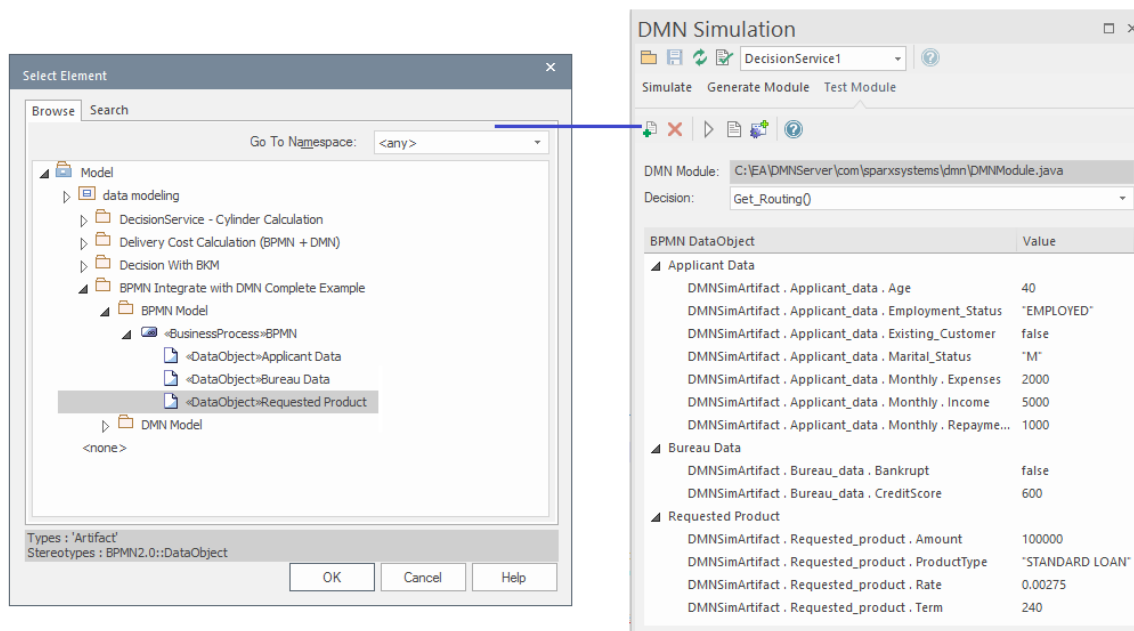 Select Element
Browse Search
Go To Namespace: <any>
Model
data modeling
DecisionService - Cylinder Calculation
Delivery Cost Calculation (BPMN + DMN)
Decision With BKM
BPMN Integrate with DMN Complete Example
BPMN Model
«BusinessProcess»BPMN
«DataObject»Applicant Data
«DataObject»Bureau Data
«DataObject»Requested Product
DMN Model
<none>
Types : 'Artifact'
Stereotypes : BPMN2.0::DataObject
OK Cancel Help
DMN Simulation
DecisionService1
Simulate Generate Module Test Module
DMN Module: C:\EA\DMNServer\com\sparxsystems\dmn\DMNModule.java
Decision: Get_Routing()
BPMN DataObject Value
Applicant Data
DMNSimArtifact . Applicant_data . Age 40
DMNSimArtifact . Applicant_data . Employment_Status "EMPLOYED"
DMNSimArtifact . Applicant_data . Existing_Customer false
DMNSimArtifact . Applicant_data . Marital_Status "M"
DMNSimArtifact . Applicant_data . Monthly . Expenses 2000
DMNSimArtifact . Applicant_data . Monthly . Income 5000
DMNSimArtifact . Applicant_data . Monthly . Repayme... 1000
Bureau Data
DMNSimArtifact . Bureau_data . Bankrupt false
DMNSimArtifact . Bureau_data . CreditScore 600
Requested Product
DMNSimArtifact . Requested_product . Amount 100000
DMNSimArtifact . Requested_product . ProductType "STANDARD LOAN"
DMNSimArtifact . Requested_product . Rate 0.00275
DMNSimArtifact . Requested_product . Term 240